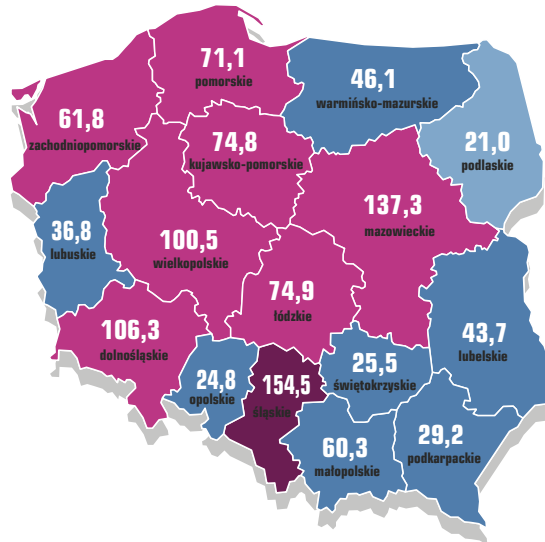 71,1
pomorskie
46,1
warmińsko-mazurskie
61,8
zachodniopomorskie
74,8
kujawsko-pomorskie
21,0
podlaskie
137,3
mazowieckie
36,8
lubuskie
100,5
wielkopolskie
74,9
łódzkie
106,3
dolnośląskie
43,7
lubelskie
24,8
opolskie
154,5
śląskie
25,5
świętokrzyskie
60,3
małopolskie
29,2
podkarpackie